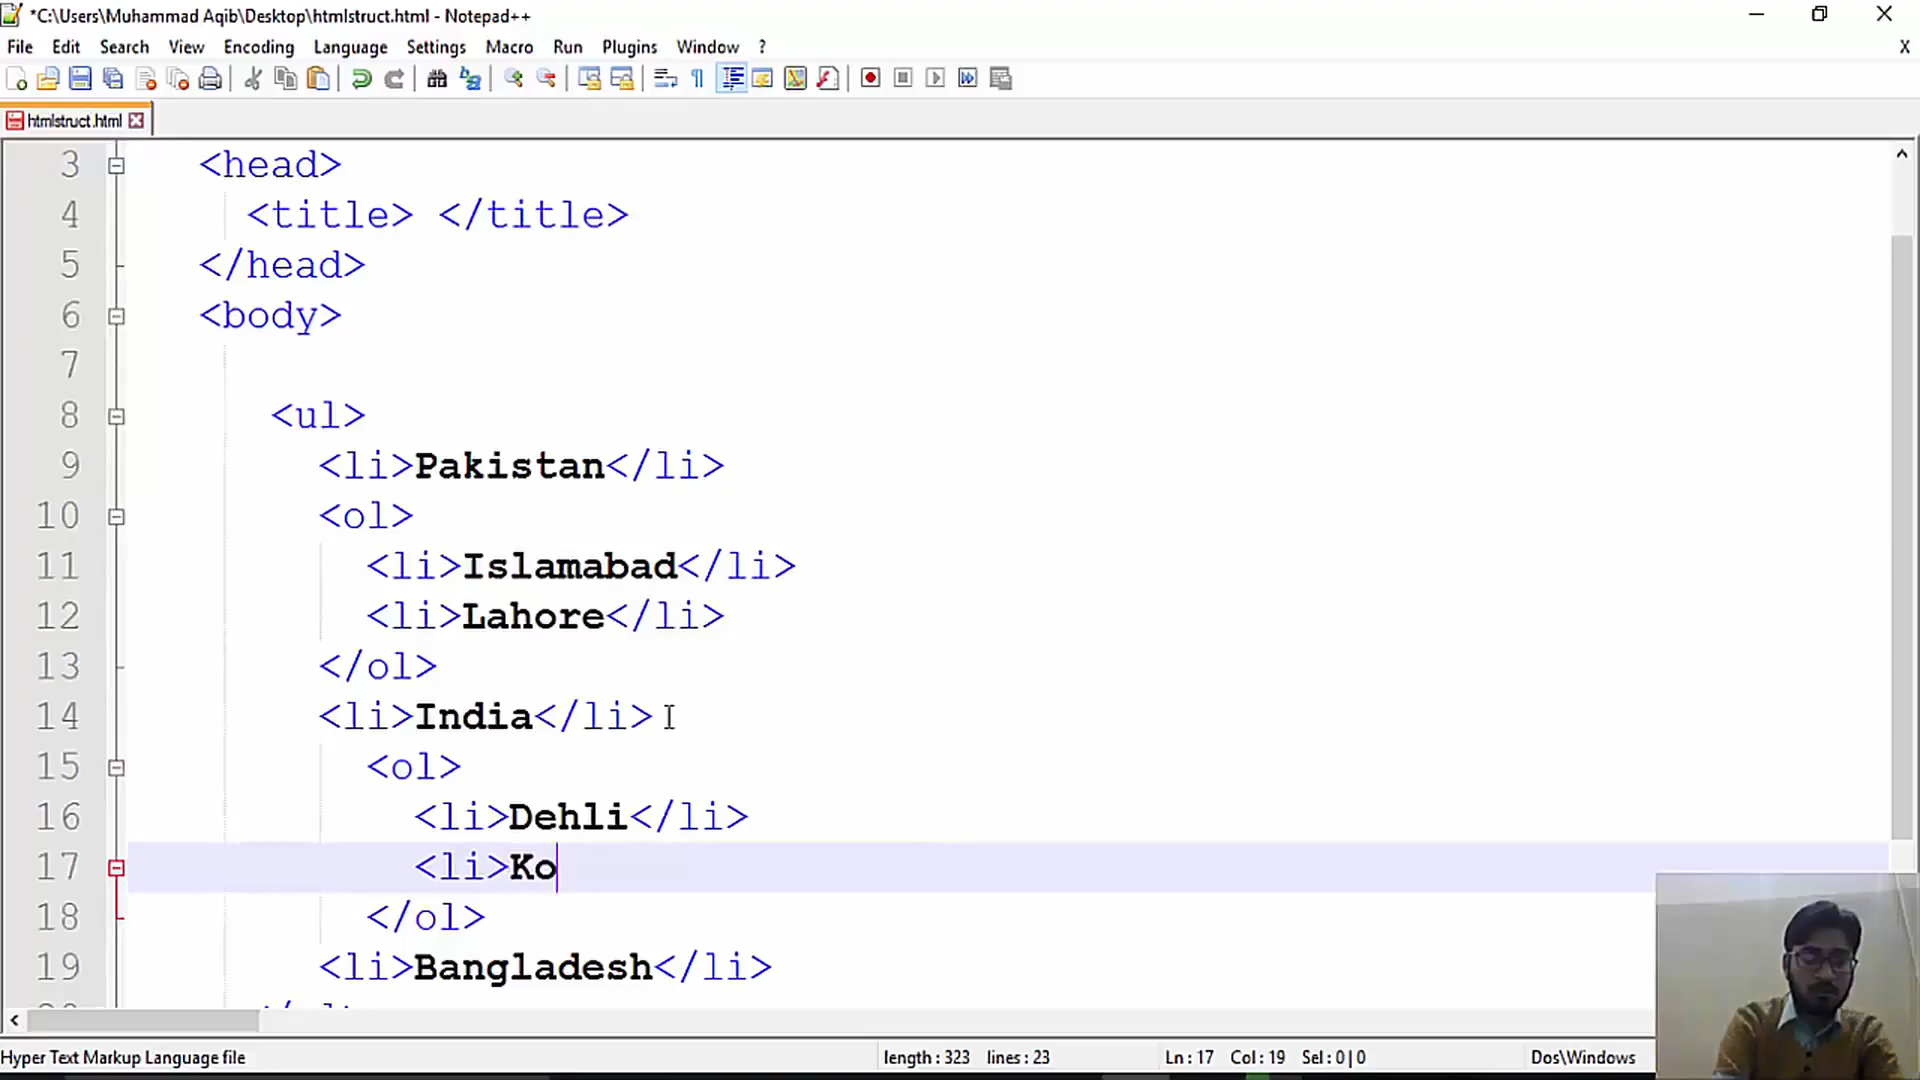 *C:\Users\Muhammad Aqib\Desktop\htmlstruct.html - Notepad++
File Edit Search View Encoding Language Settings Macro Run Plugins Window ? X
htmlstruct.html
3 <head>
4 <title> </title>
5 </head>
6 <body>
7
8 <ul>
9 <li>Pakistan</li>
10 <ol>
11 <li>Islamabad</li>
12 <li>Lahore</li>
13 </ol>
14 <li>India</li>
15 <ol>
16 <li>Dehli</li>
17 <li>Ko
18 </ol>
19 <li>Bangladesh</li>
Hyper Text Markup Language file length : 323 lines : 23 Ln : 17 Col : 19 Sel : 0 | 0 Dos\Windows